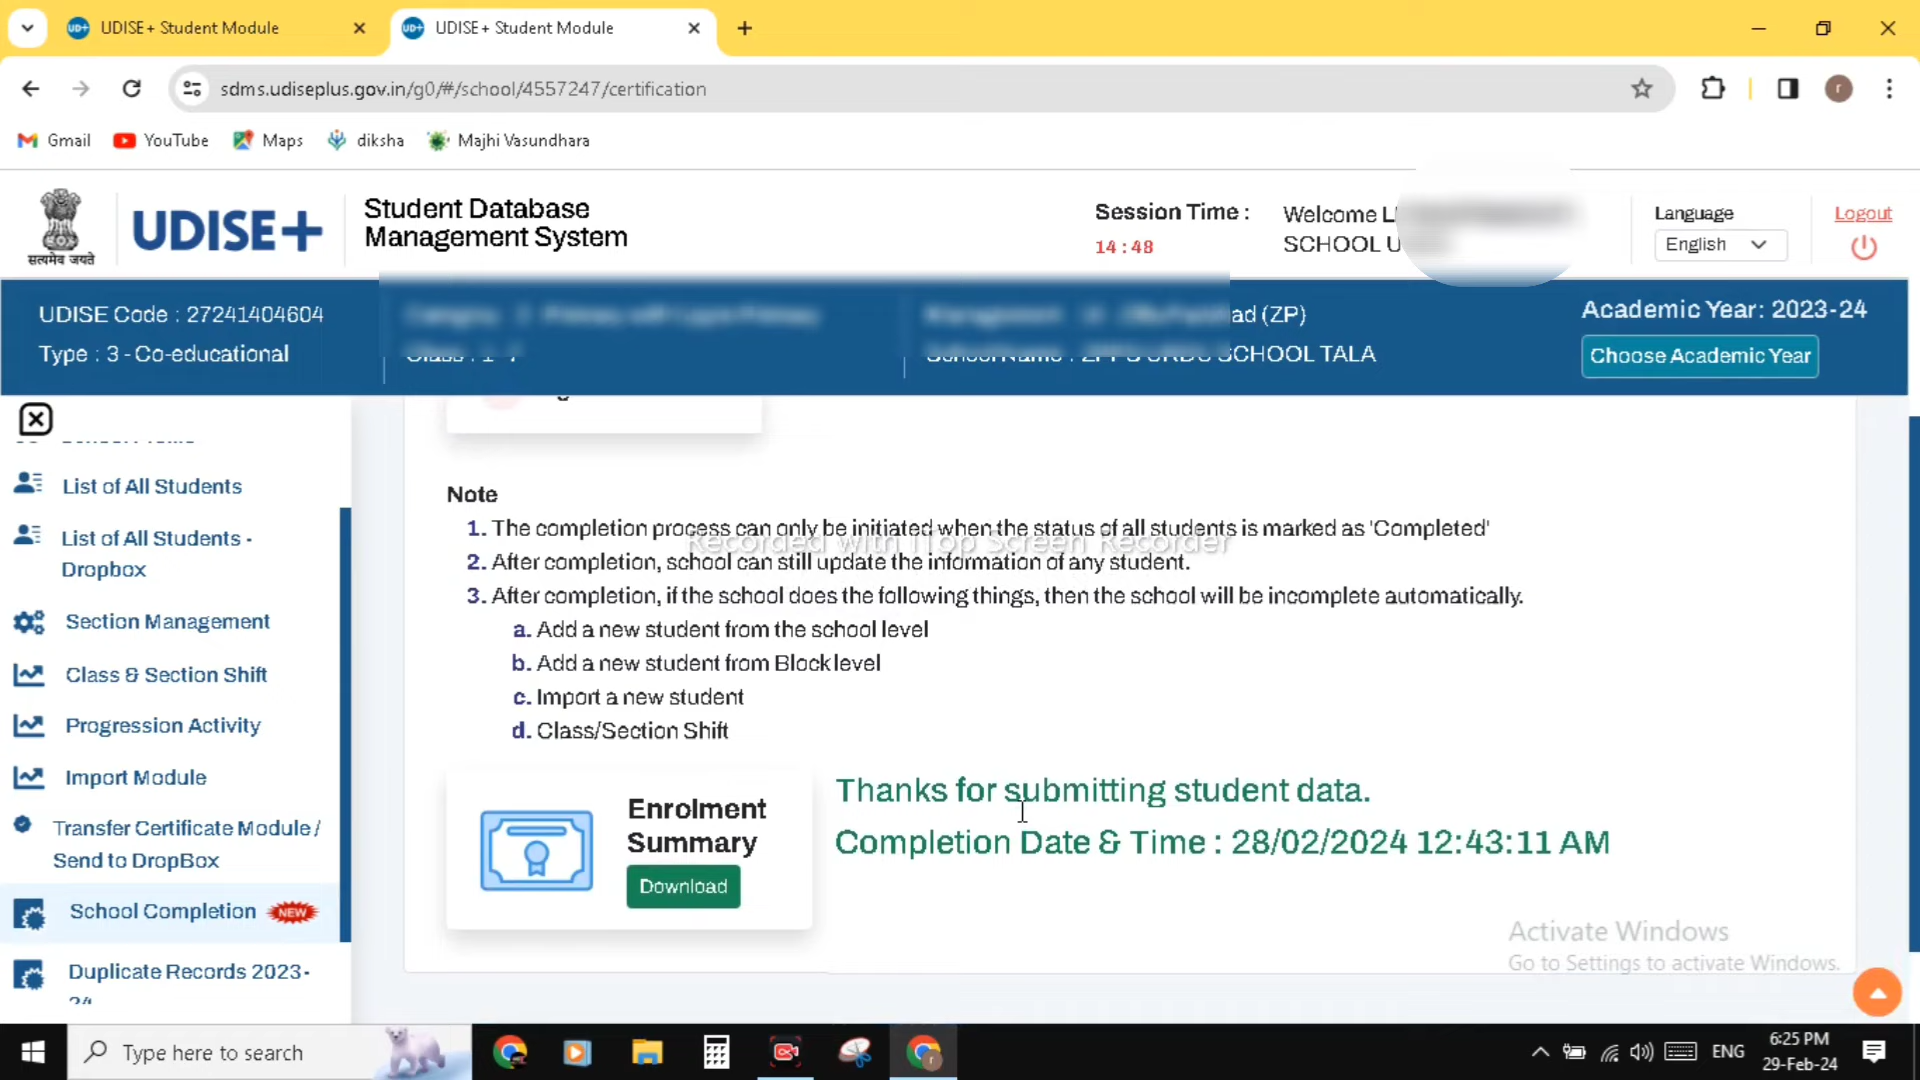 UDISE+ Student Module
UDISE+ Student Module
sdms.udiseplus.gov.in/g0/#/school/4557247/certification
Gmail
YouTube
Maps
diksha
Majhi Vasundhara
सत्यमेव जयते
UDISE+
Student Database
Management System
Session Time :
14 : 48
Welcome
SCHOOL
Language
English
Logout
UDISE Code : 27241404604
Type : 3 - Co-educational
ad (ZP)
SCHOOL TALA
Academic Year: 2023-24
Choose Academic Year
List of All Students
List of All Students -
Dropbox
Section Management
Class & Section Shift
Progression Activity
Import Module
Transfer Certificate Module /
Send to DropBox
School Completion NEW
Duplicate Records 2023-
24
Note
1. The completion process can only be initiated when the status of all students is marked as 'Completed'
Recorded with iTop Screen Recorder
2. After completion, school can still update the information of any student.
3. After completion, if the school does the following things, then the school will be incomplete automatically.
a. Add a new student from the school level
b. Add a new student from Block level
c. Import a new student
d. Class/Section Shift
Enrolment
Summary
Download
Thanks for submitting student data.
Completion Date & Time : 28/02/2024 12:43:11 AM
Activate Windows
Go to Settings to activate Windows.
Type here to search
ENG
6:25 PM
29-Feb-24